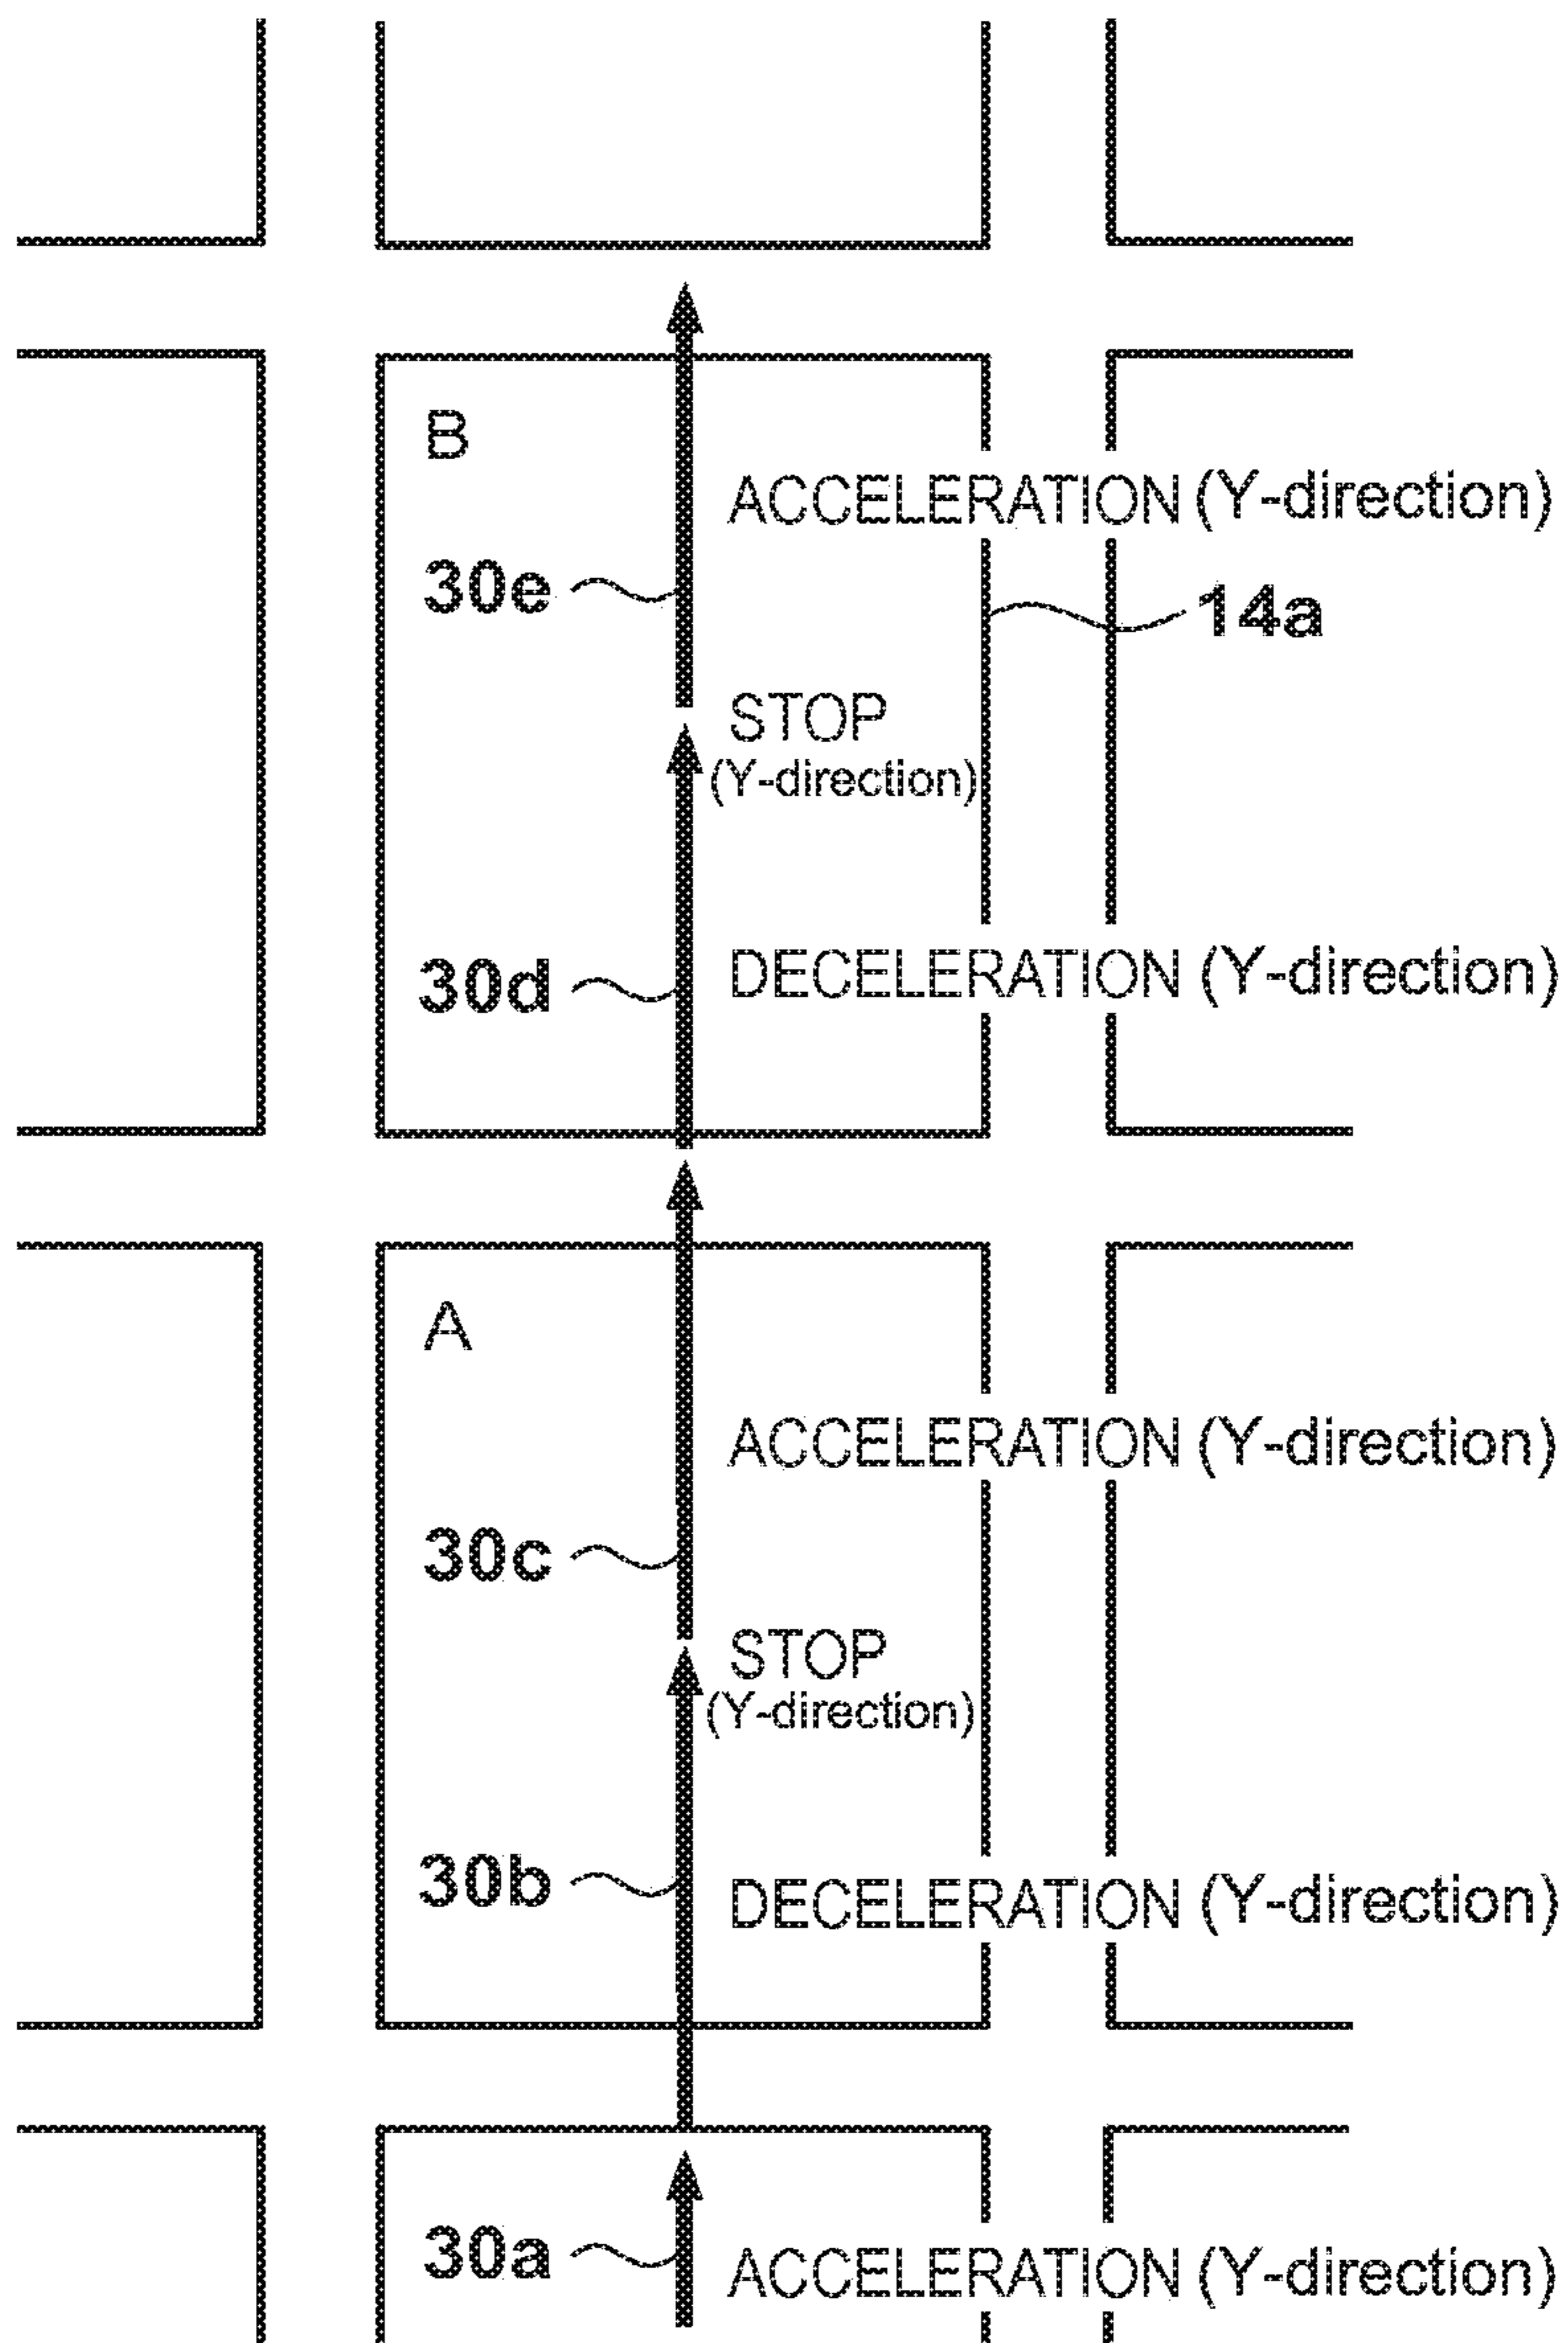 B
ACCELERATION (Y-direction)
30e
14a
STOP
(Y-direction)
30d
DECELERATION (Y-direction)
A
ACCELERATION (Y-direction)
30c
STOP
(Y-direction)
30b
DECELERATION (Y-direction)
30a
ACCELERATION (Y-direction)